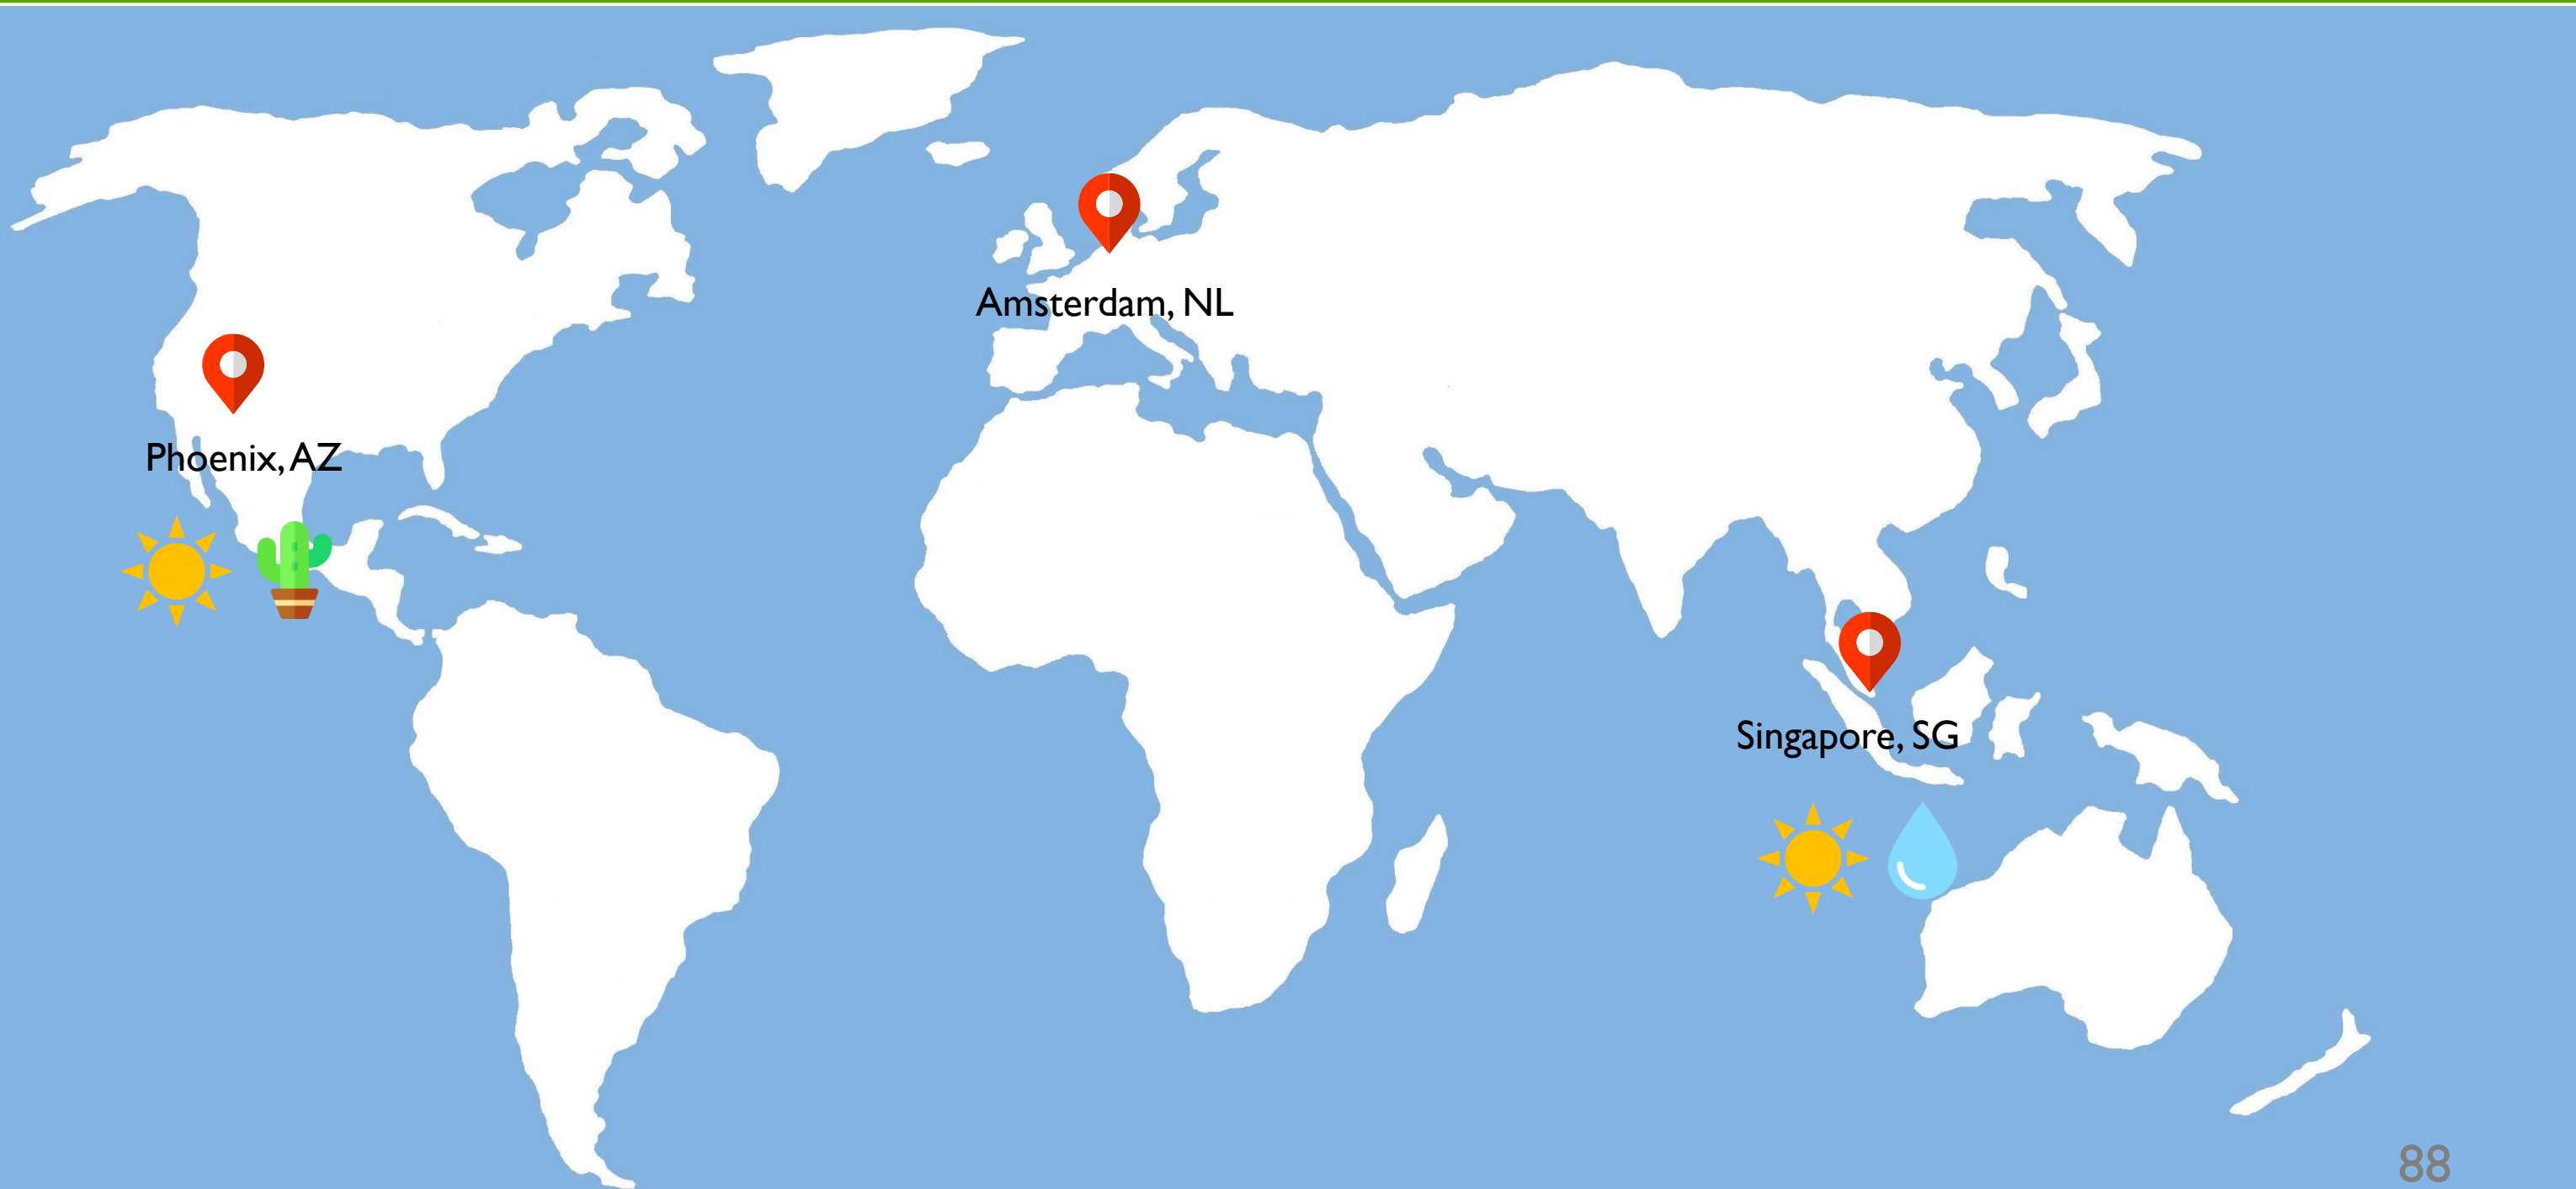 Amsterdam, NL
Phoenix, AZ
Singapore, SG
88